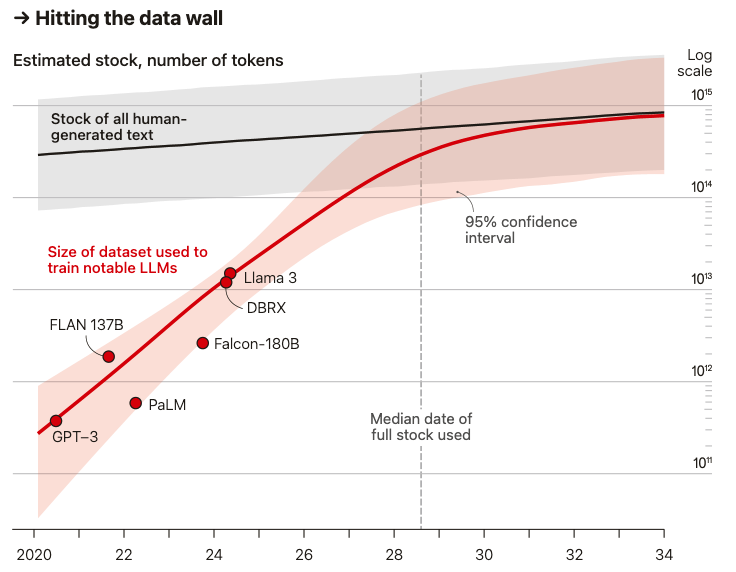 → Hitting the data wall
Estimated stock, number of tokens
Log
scale
10¹⁵
Stock of all human-
generated text
10¹⁴
95% confidence
interval
Size of dataset used to
train notable LLMs
Llama 3
10¹³
DBRX
FLAN 137B
Falcon-180B
10¹²
PaLM
Median date of
full stock used
GPT–3
10¹¹
2020 22 24 26 28 30 32 34